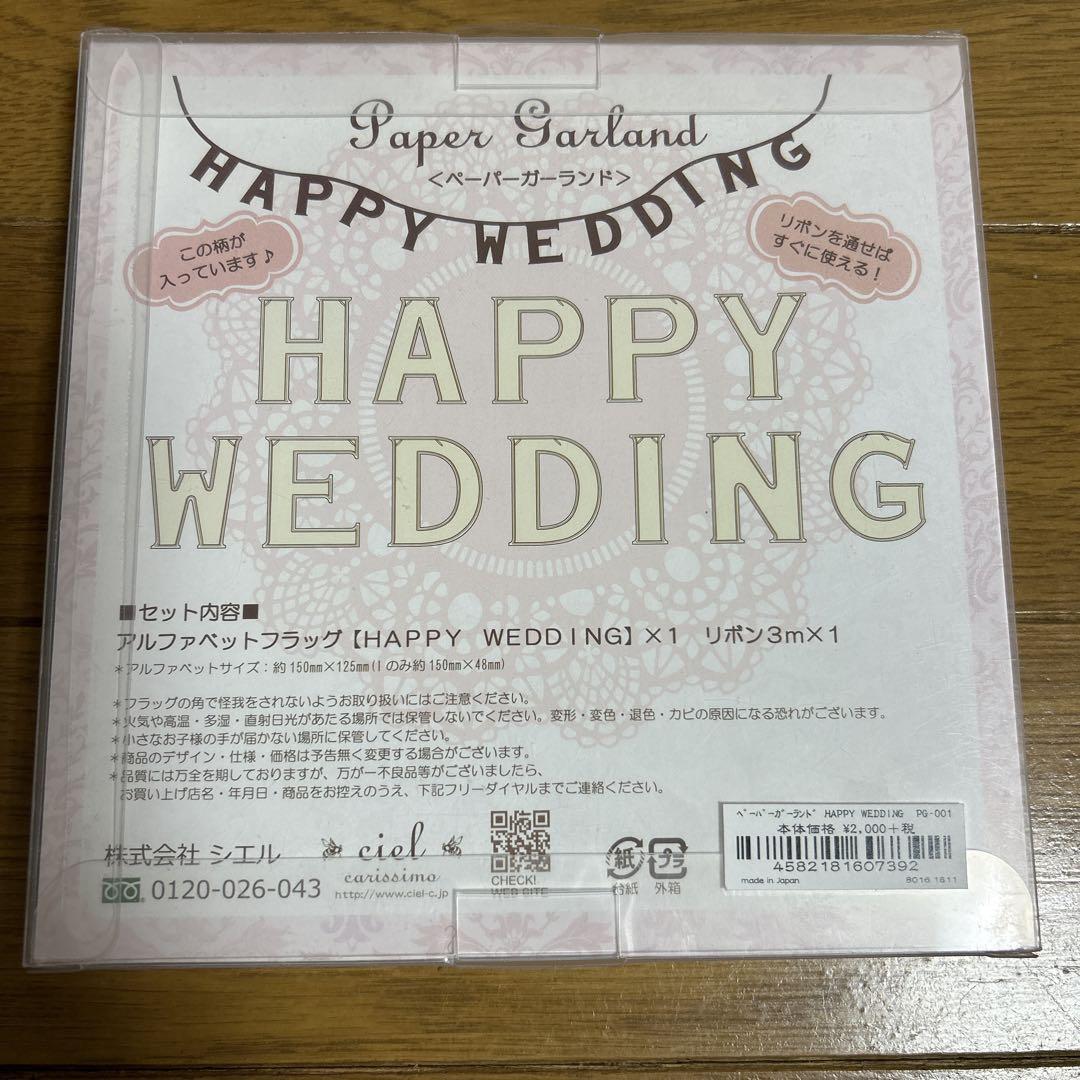 Paper Garland
<ペーパーガーランド>
HAPPY WEDDING
この柄が
入っています♪
リボンを通せば
すぐに使える!
HAPPY
WEDDING
■セット内容■
アルファベットフラッグ【HAPPY WEDDING】×1 リボン3m×1
*アルファベットサイズ:約150mm×125mm(Iのみ約150mm×48mm)
*フラッグの角で怪我をされないようお取り扱いにはご注意ください。
*火気や高温・多湿・直射日光があたる場所では保管しないでください。変形・変色・退色・カビの原因になる恐れがございます。
*小さなお子様の手が届かない場所に保管してください。
*商品のデザイン・仕様・価格は予告無く変更する場合がございます。
*品質には万全を期しておりますが、万が一不良品等がございましたら、
お買い上げ店名・年月日・商品をお控えのうえ、下記フリーダイヤルまでご連絡ください。
株式会社 シエル
0120-026-043
ciel
carissimo
http://www.ciel-c.jp
CHECK!
WEB SITE
紙
台紙
プラ
外箱
ペーパーガーランド HAPPY WEDDING PG-001
本体価格 ¥2,000+税
4582181607392
made in Japan
8016.1611